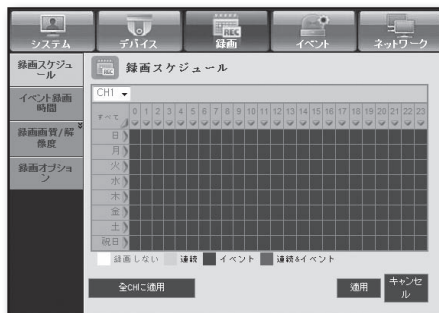 システム
デバイス
REC
録画
イベント
ネットワーク
録画スケジュ
ール
イベント録画
時間
録画画質/解
像度
録画オプショ
ン
REC
録画スケジュール
CH1
すべて
0 1 2 3 4 5 6 7 8 9 10 11 12 13 14 15 16 17 18 19 20 21 22 23
日
月
火
水
木
金
土
祝日
録画しない 連続 イベント 連続&イベント
全CHに適用
適用
キャンセ
ル